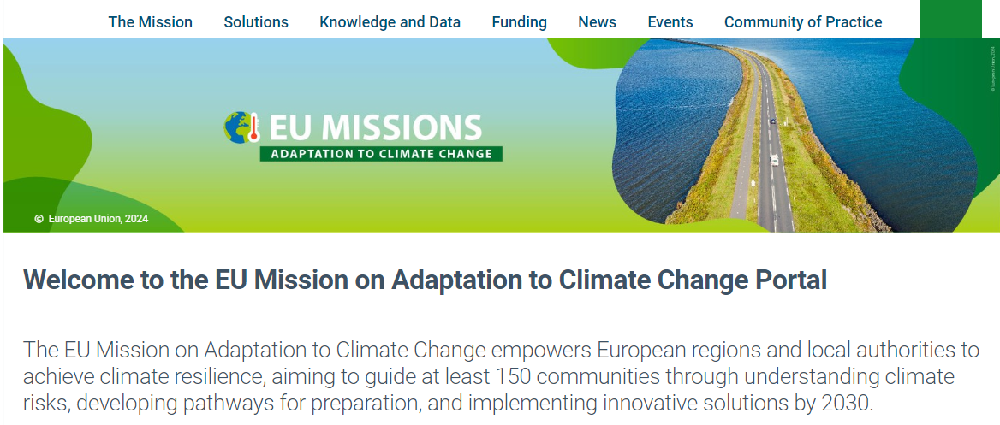 The Mission Solutions Knowledge and Data Funding News Events Community of Practice
© European Union, 2024
EU MISSIONS
ADAPTATION TO CLIMATE CHANGE
© European Union, 2024
Welcome to the EU Mission on Adaptation to Climate Change Portal
The EU Mission on Adaptation to Climate Change empowers European regions and local authorities to
achieve climate resilience, aiming to guide at least 150 communities through understanding climate
risks, developing pathways for preparation, and implementing innovative solutions by 2030.